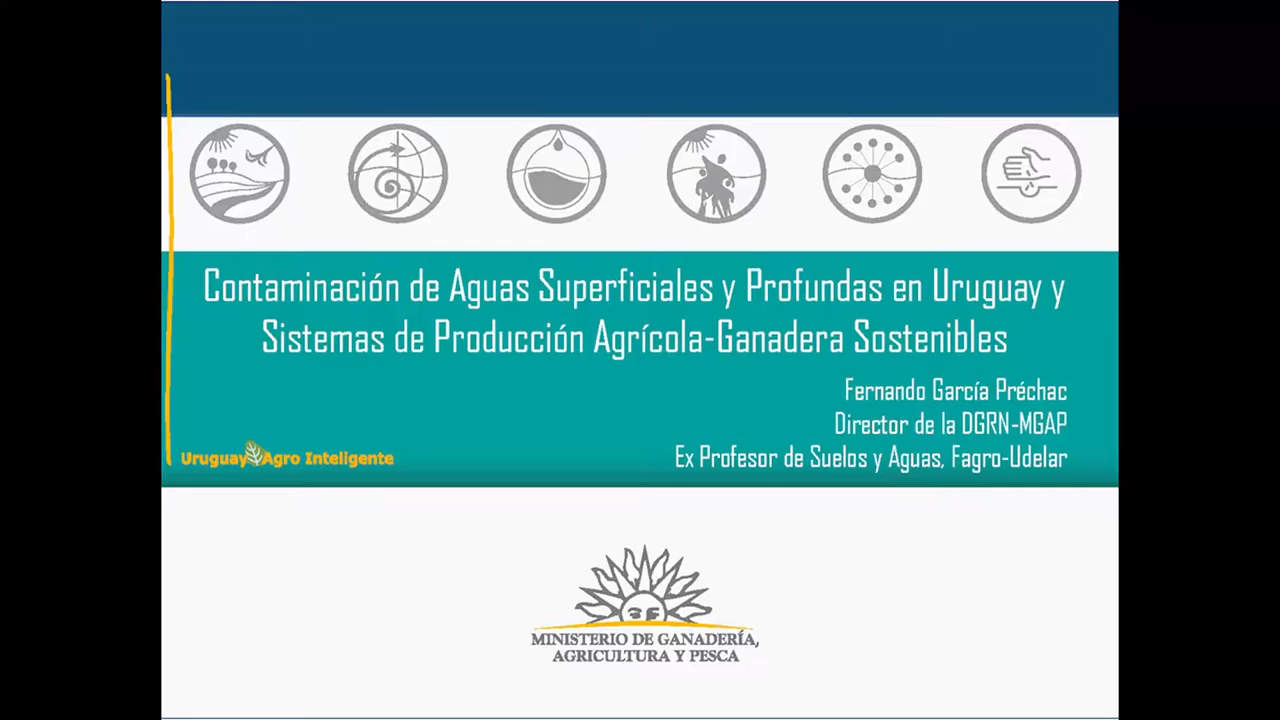 Contaminación de Aguas Superficiales y Profundas en Uruguay y
Sistemas de Producción Agrícola-Ganadera Sostenibles
Fernando García Préchac
Director de la DGRN-MGAP
Ex Profesor de Suelos y Aguas, Fagro-Udelar
Uruguay Agro Inteligente
MINISTERIO DE GANADERÍA,
AGRICULTURA Y PESCA